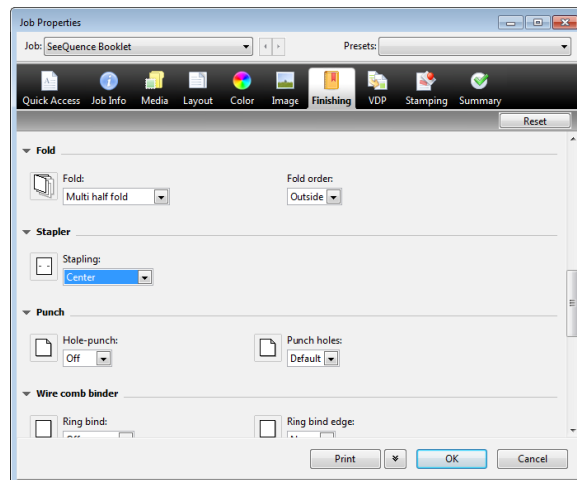 Job Properties
Job: SeeQuence Booklet Presets:
Quick Access Job Info Media Layout Color Image Finishing VDP Stamping Summary
Reset
Fold
Fold: Fold order:
Multi half fold Outside
Stapler
Stapling:
Center
Punch
Hole-punch: Punch holes:
Off Default
Wire comb binder
Ring bind: Ring bind edge:
Print OK Cancel